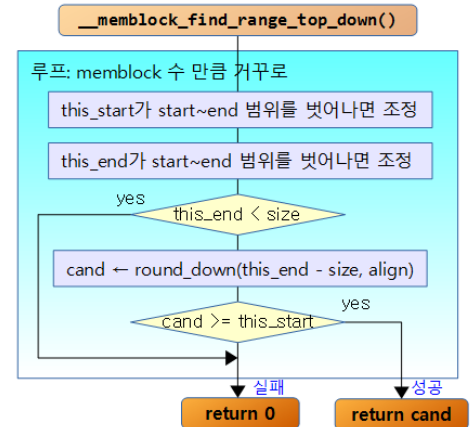 __memblock_find_range_top_down()
루프: memblock 수 만큼 거꾸로
this_start가 start~end 범위를 벗어나면 조정
this_end가 start~end 범위를 벗어나면 조정
yes
this_end < size
cand ← round_down(this_end - size, align)
yes
cand >= this_start
실패
성공
return 0
return cand